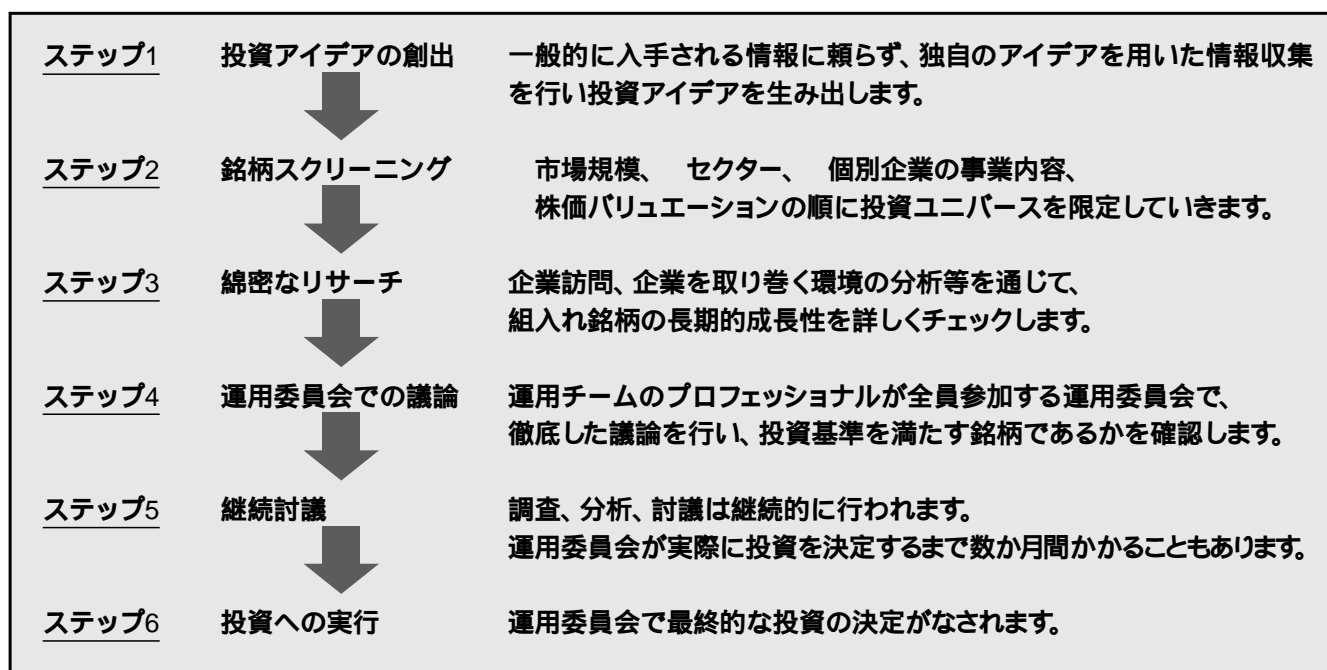 ステップ1 投資アイデアの創出 一般的に入手される情報に頼らず、独自のアイデアを用いた情報収集
を行い投資アイデアを生み出します。
ステップ2 銘柄スクリーニング 市場規模、 セクター、 個別企業の事業内容、
株価バリュエーションの順に投資ユニバースを限定していきます。
ステップ3 綿密なリサーチ 企業訪問、企業を取り巻く環境の分析等を通じて、
組入れ銘柄の長期的成長性を詳しくチェックします。
ステップ4 運用委員会での議論 運用チームのプロフェッショナルが全員参加する運用委員会で、
徹底した議論を行い、投資基準を満たす銘柄であるかを確認します。
ステップ5 継続討議 調査、分析、討議は継続的に行われます。
運用委員会が実際に投資を決定するまで数か月間かかることもあります。
ステップ6 投資への実行 運用委員会で最終的な投資の決定がなされます。